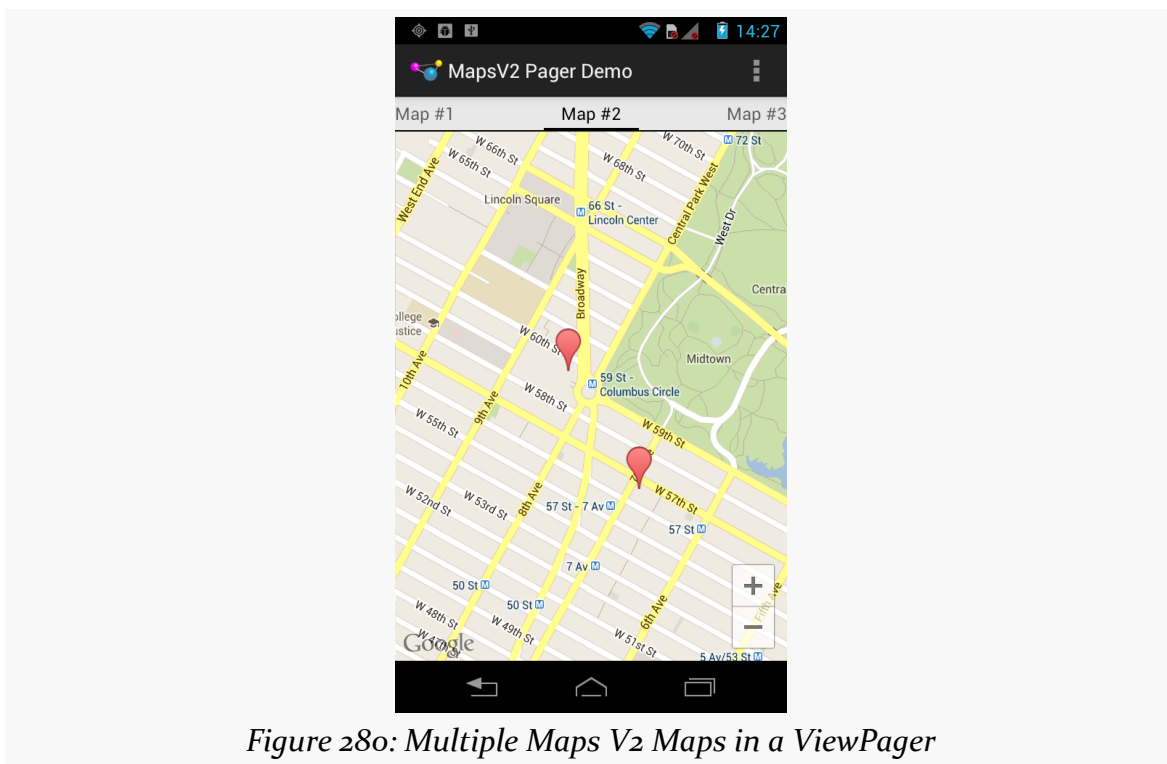 14:27
MapsV2 Pager Demo
Map #1
Map #2
Map #3
W 66th St
W 65th St
W 70th St
72 St
W 68th St
West End Ave
Lincoln Square
66 St -
Lincoln Center
Central Park West
West Dr
Broadway
Centra
ollege
ustice
W 60th St
Midtown
10th Ave
59 St -
Columbus Circle
W 58th St
9th Ave
W 55th St
W 59th St
W 52nd St
W 53rd St
8th Ave
57 St - 7 Av
W 57th St
57 St
7 Av
50 St
50 St
6th Ave
Fifth Ave
W 48th St
W 49th St
W 51st St
Google
5 Av/53 St
Figure 280: Multiple Maps V2 Maps in a ViewPager